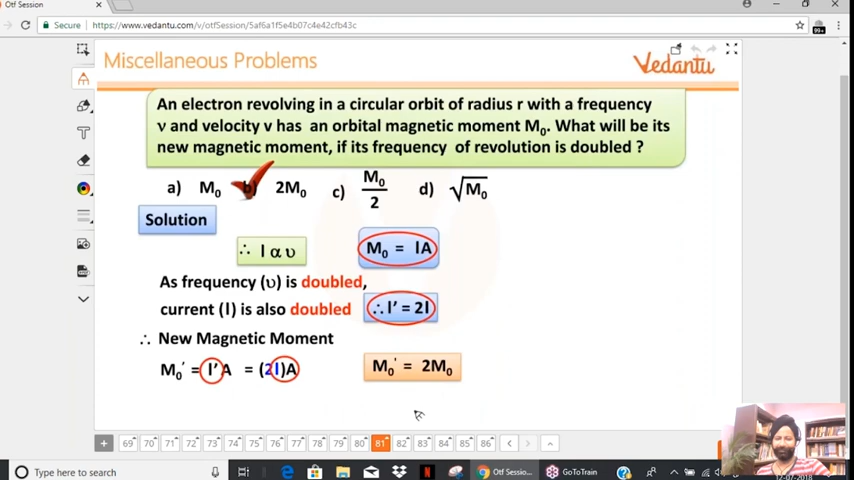 Otf Session
Secure
https://www.vedantu.com/v/otfSession/5af6a1f5e4b07c4e42cfb43c
99+
Miscellaneous Problems
Vedantu
An electron revolving in a circular orbit of radius r with a frequency
ν and velocity v has an orbital magnetic moment M₀. What will be its
new magnetic moment, if its frequency of revolution is doubled ?
a) M₀ b) 2M₀ c) M₀/2 d) √M₀
Solution
∴ I α υ
M₀ = IA
As frequency (υ) is doubled,
current (I) is also doubled
∴ I’ = 2I
∴ New Magnetic Moment
M₀’ = I’A = (2I)A
M₀’ = 2M₀
69 70 71 72 73 74 75 76 77 78 79 80 81 82 83 84 85 86
Type here to search
Otf Sessio...
GoToTrain
12-07-2018